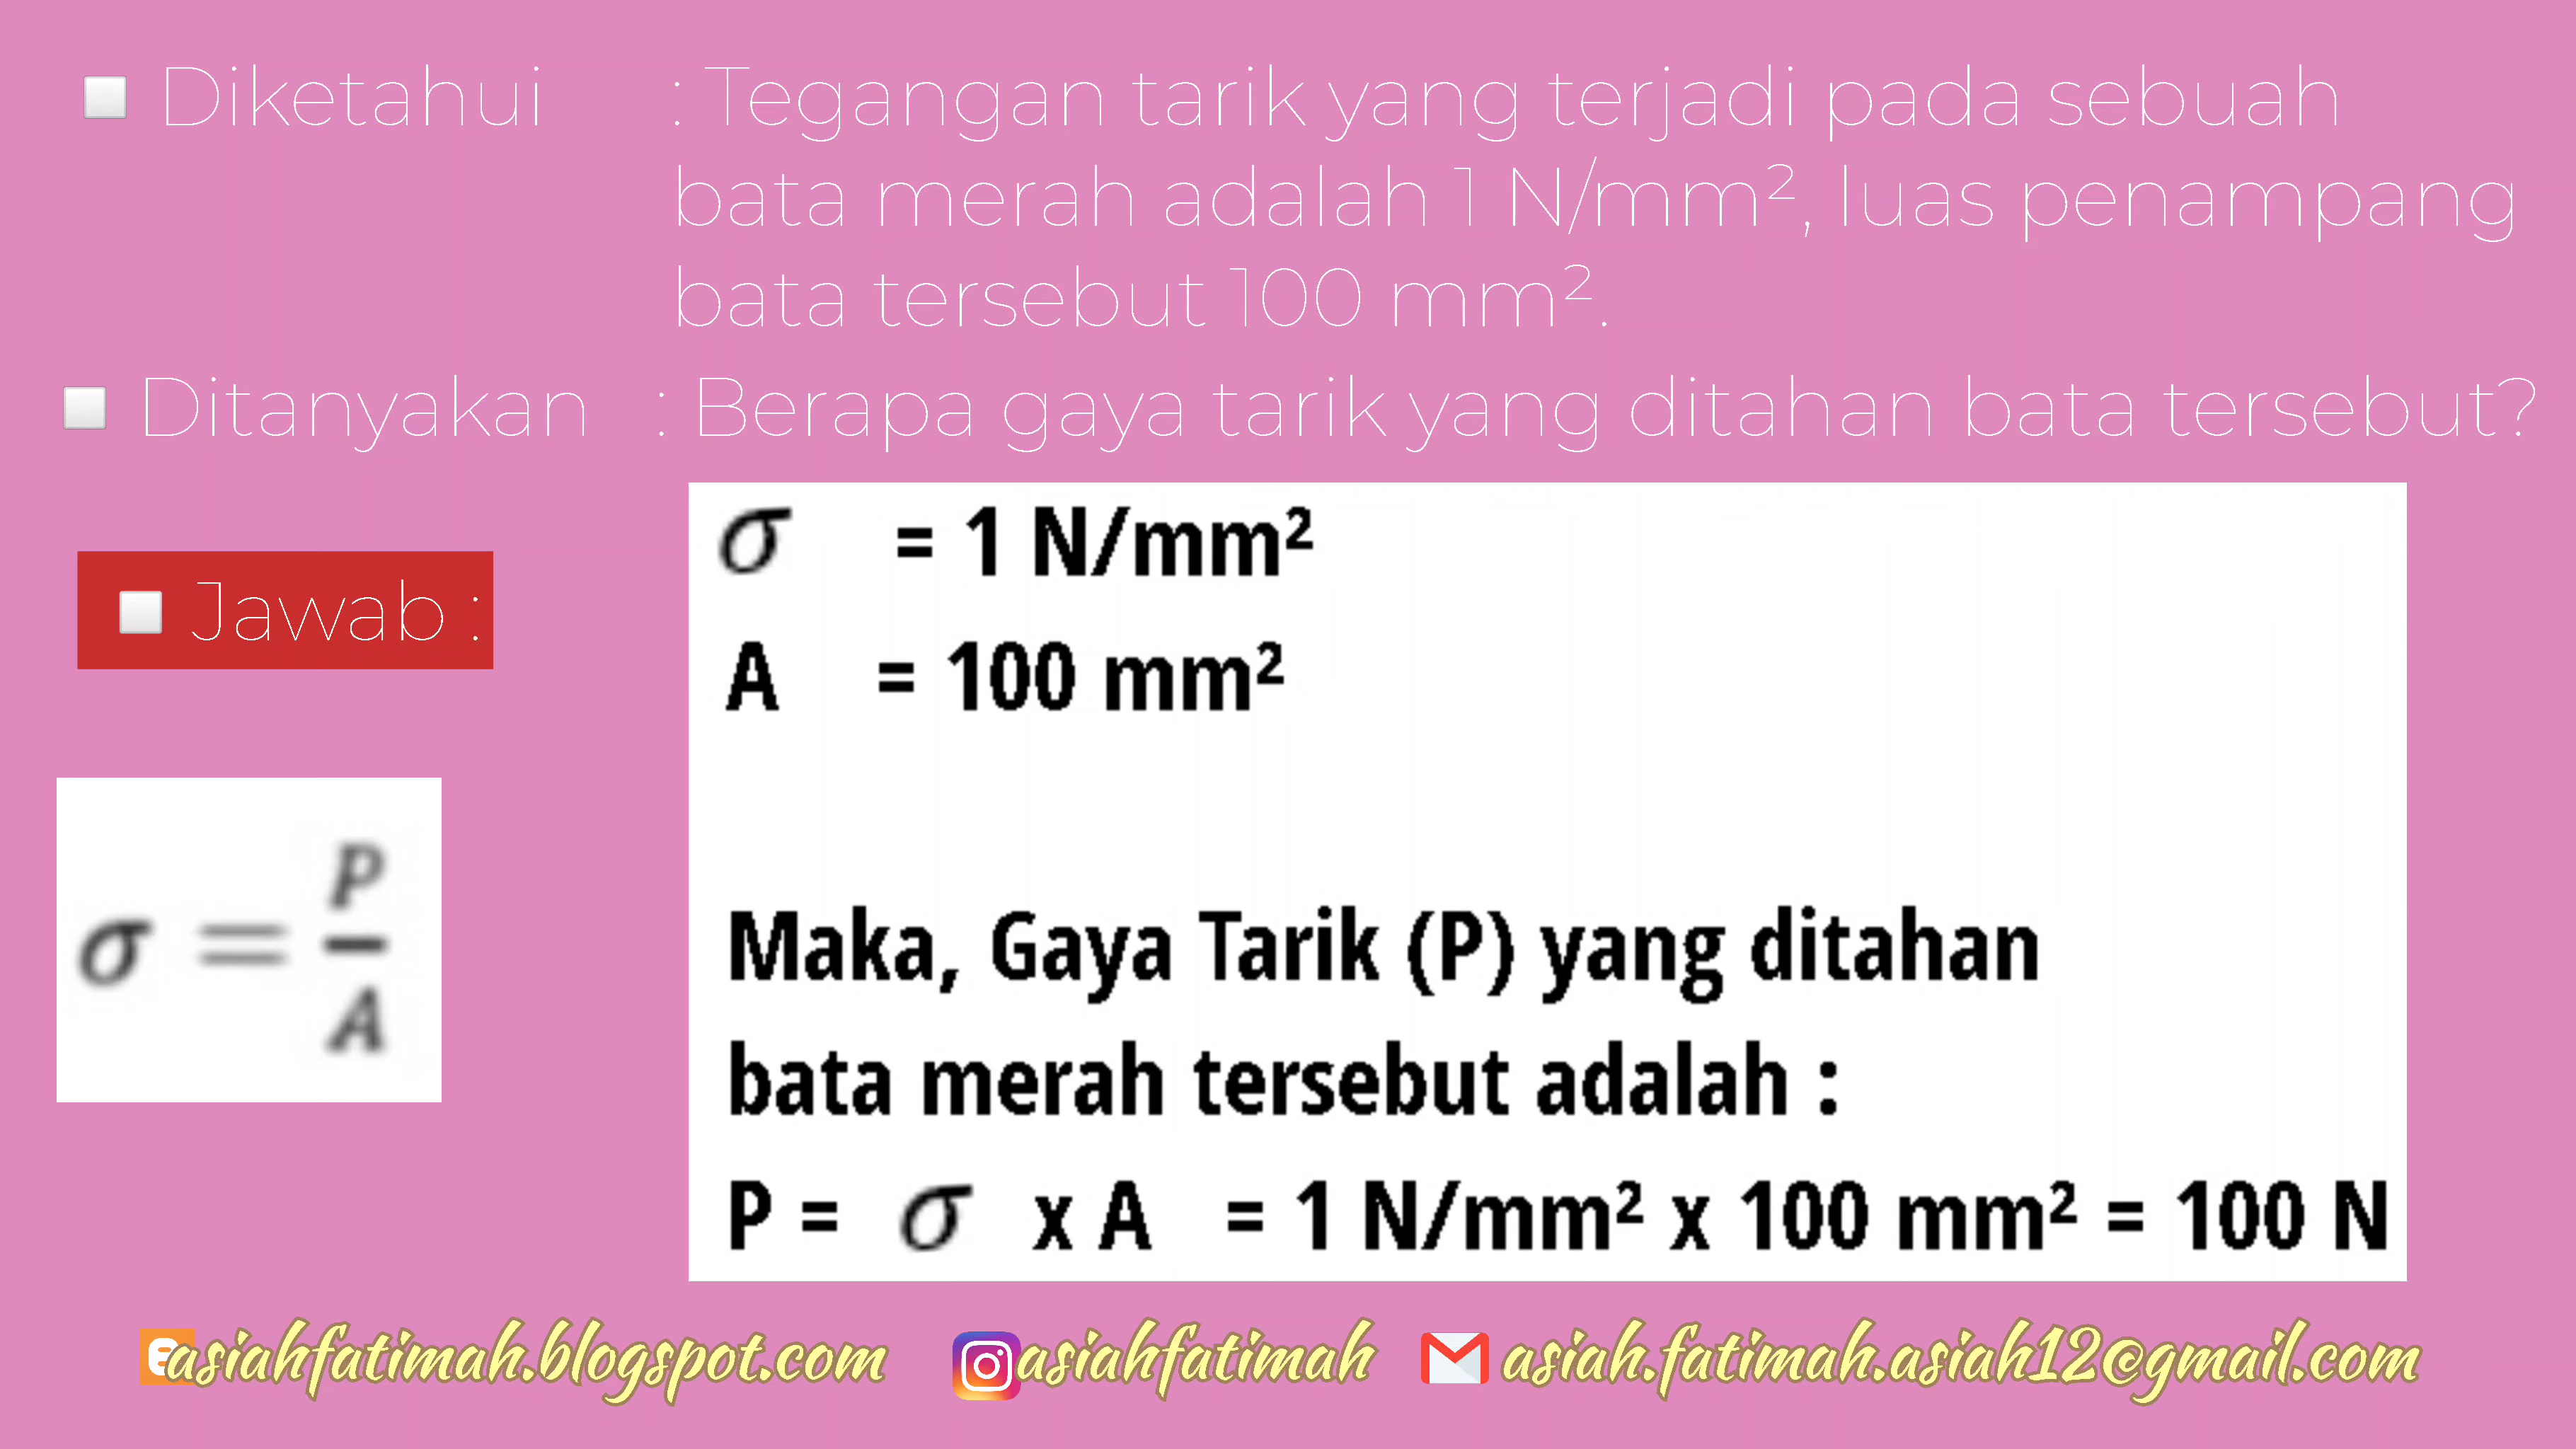 Diketahui : Tegangan tarik yang terjadi pada sebuah
bata merah adalah 1 N/mm², luas penampang
bata tersebut 100 mm².
Ditanyakan : Berapa gaya tarik yang ditahan bata tersebut?
Jawab :
σ = P/A
σ = 1 N/mm²
A = 100 mm²
Maka, Gaya Tarik (P) yang ditahan
bata merah tersebut adalah :
P = σ x A = 1 N/mm² x 100 mm² = 100 N
asiahfatimah.blogspot.com asiahfatimah asiah.fatimah.asiah12@gmail.com